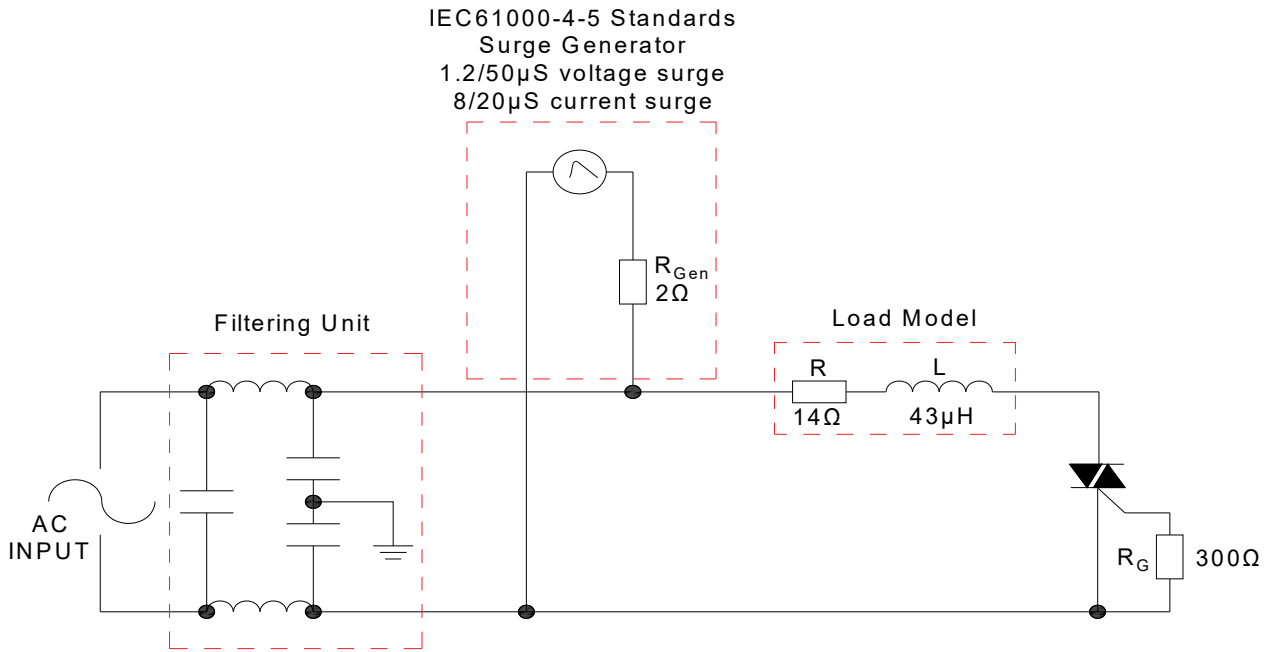 IEC61000-4-5 Standards
Surge Generator
1.2/50µS voltage surge
8/20µS current surge
RGen
2Ω
Filtering Unit
Load Model
R
L
14Ω
43µH
AC
INPUT
RG
300Ω